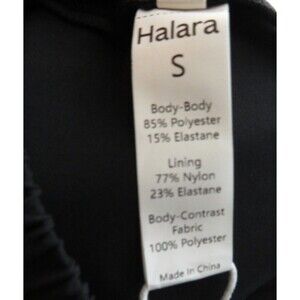 Halara
S
Body-Body
85% Polyester
15% Elastane
Lining
77% Nylon
23% Elastane
Body-Contrast
Fabric
100% Polyester
Made In China